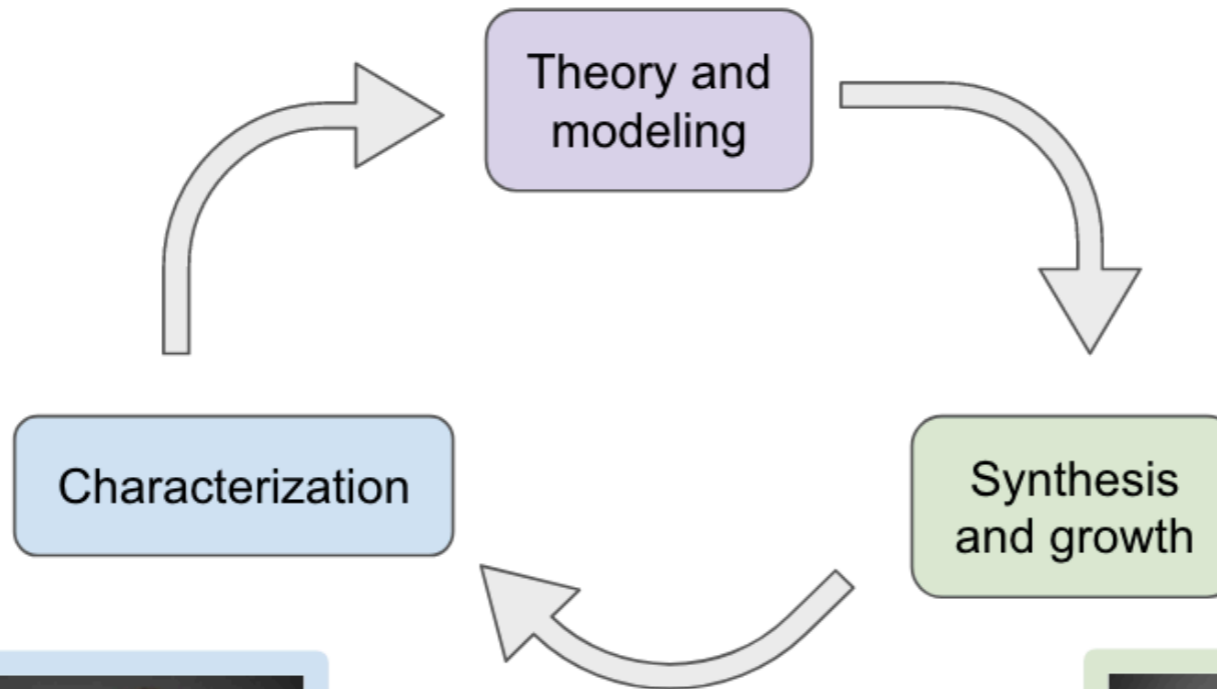 Theory and
modeling
Characterization
Synthesis
and growth